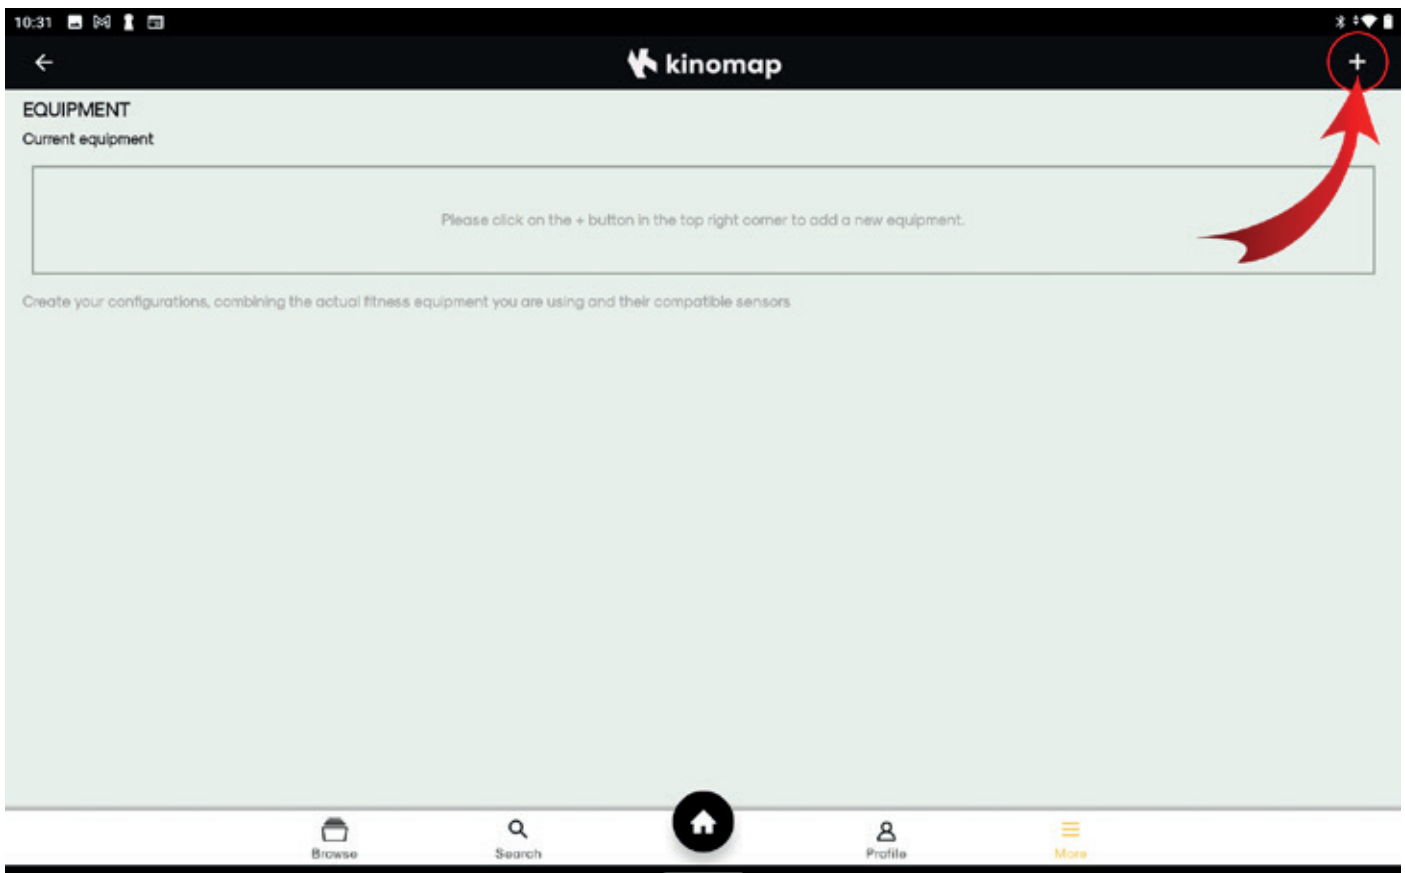 10:31
kinomap
+
EQUIPMENT
Current equipment
Please click on the + button in the top right corner to add a new equipment.
Create your configurations, combining the actual fitness equipment you are using and their compatible sensors
Browse
Search
Profile
More